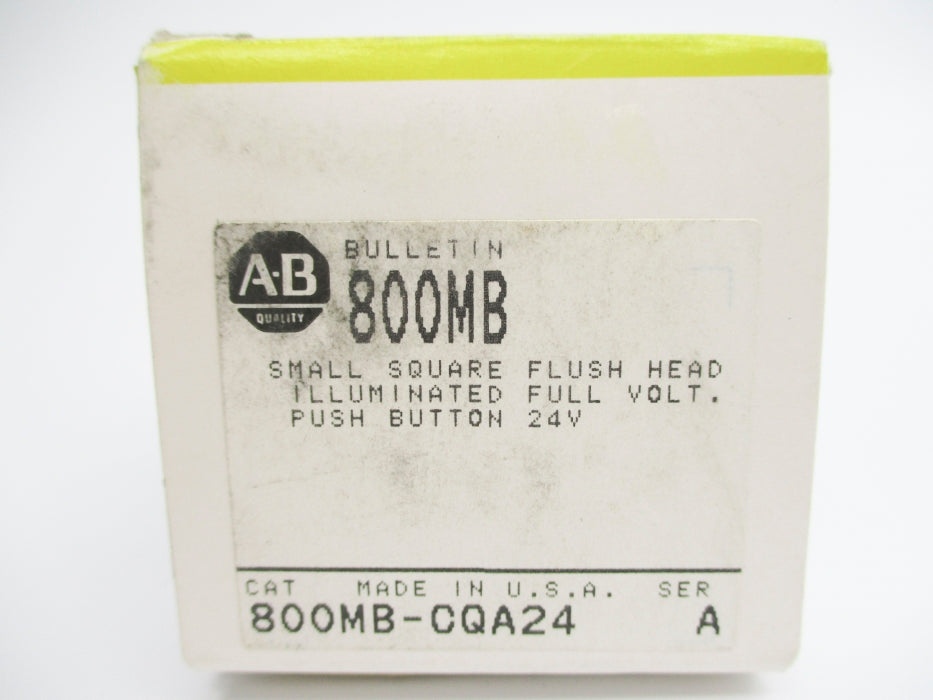 A·B
QUALITY
BULLETIN
800MB
SMALL SQUARE FLUSH HEAD
ILLUMINATED FULL VOLT.
PUSH BUTTON 24V
CAT MADE IN U.S.A. SER
800MB-CQA24 A